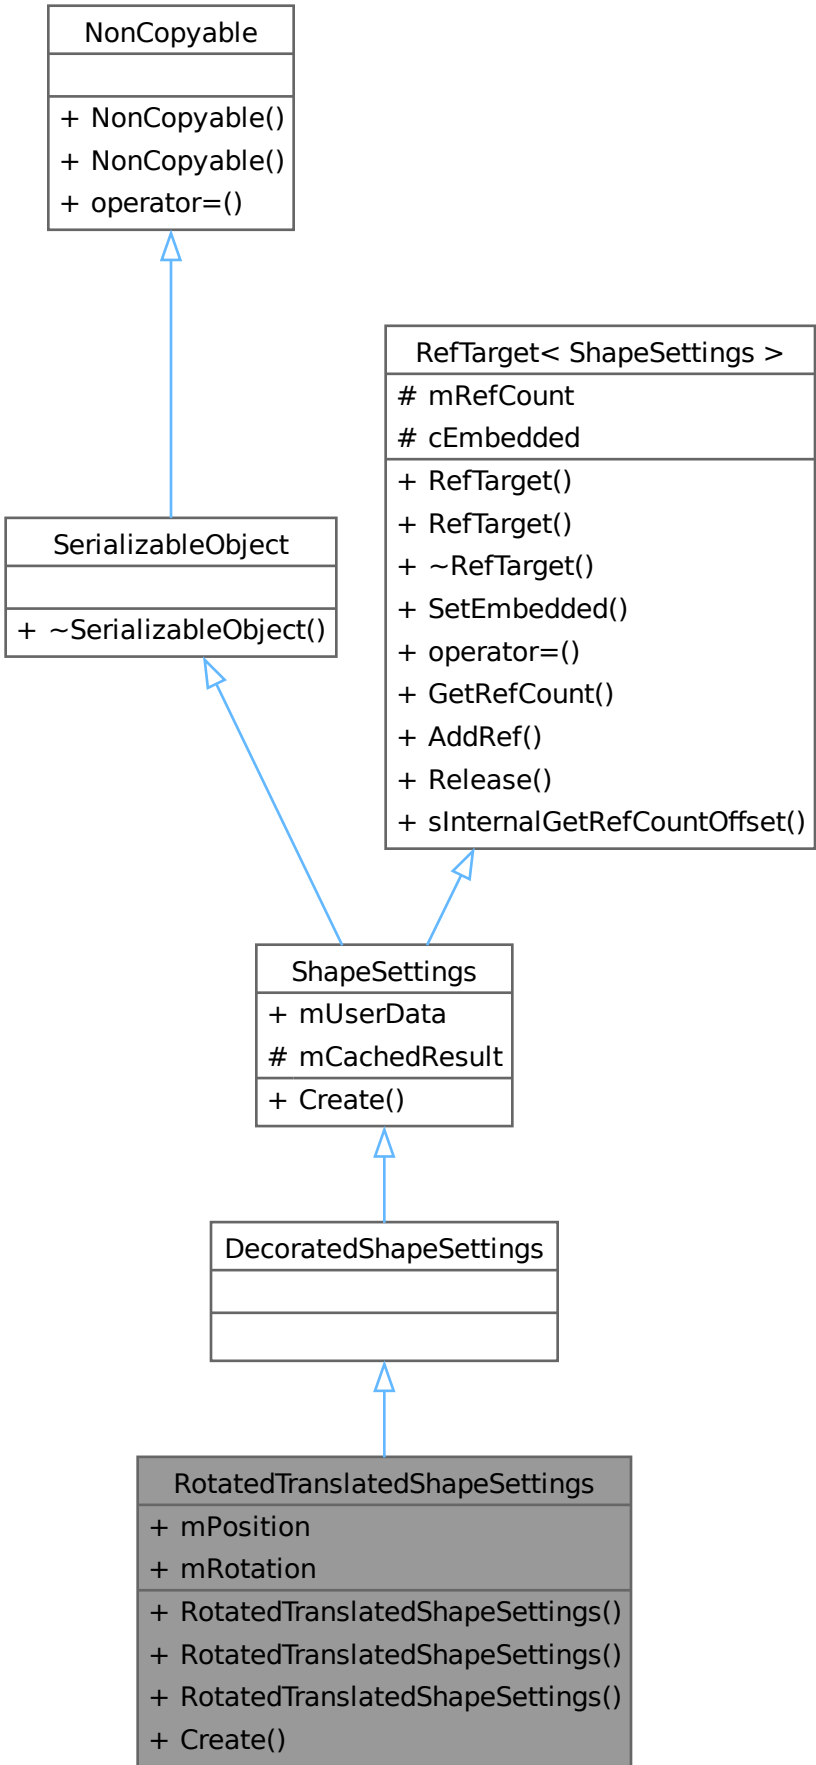 NonCopyable
+ NonCopyable()
+ NonCopyable()
+ operator=()
RefTarget< ShapeSettings >
# mRefCount
# cEmbedded
+ RefTarget()
+ RefTarget()
+ ~RefTarget()
+ SetEmbedded()
+ operator=()
+ GetRefCount()
+ AddRef()
+ Release()
+ sInternalGetRefCountOffset()
SerializableObject
+ ~SerializableObject()
ShapeSettings
+ mUserData
# mCachedResult
+ Create()
DecoratedShapeSettings
RotatedTranslatedShapeSettings
+ mPosition
+ mRotation
+ RotatedTranslatedShapeSettings()
+ RotatedTranslatedShapeSettings()
+ RotatedTranslatedShapeSettings()
+ Create()